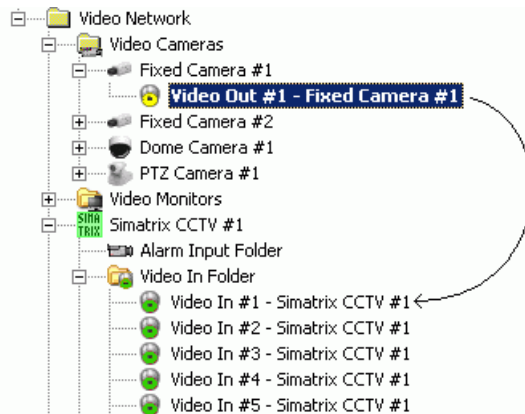 Video Network
Video Cameras
Fixed Camera #1
Video Out #1 - Fixed Camera #1
Fixed Camera #2
Dome Camera #1
PTZ Camera #1
Video Monitors
SIMA
TRIX
Simatrix CCTV #1
Alarm Input Folder
Video In Folder
Video In #1 - Simatrix CCTV #1
Video In #2 - Simatrix CCTV #1
Video In #3 - Simatrix CCTV #1
Video In #4 - Simatrix CCTV #1
Video In #5 - Simatrix CCTV #1